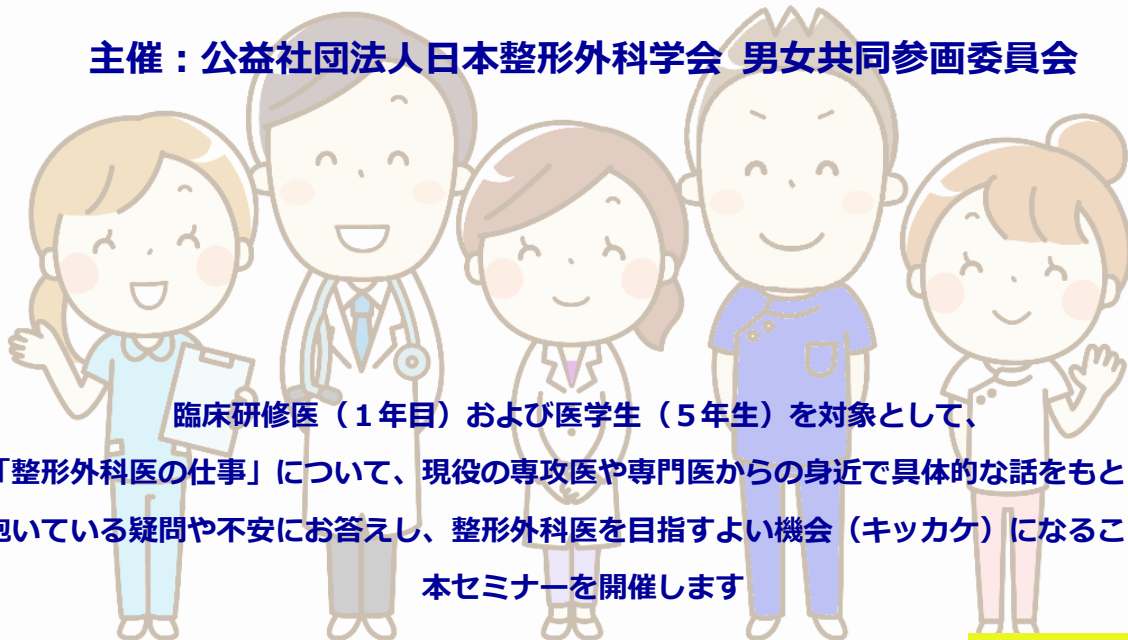 主催：公益社団法人日本整形外科学会 男女共同参画委員会
臨床研修医（１年目）および医学生（５年生）を対象として、
「整形外科医の仕事」について、現役の専攻医や専門医からの身近で具体的な話をもと
抱いている疑問や不安にお答えし、整形外科医を目指すよい機会（キッカケ）になるこ
本セミナーを開催します